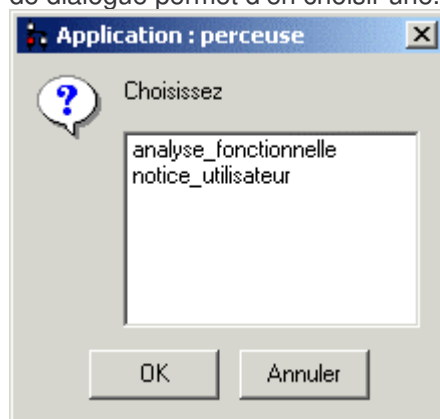 de dialogue permet d'en choisir une.
Application : perceuse
Choisissez
analyse_fonctionnelle
notice_utilisateur
OK
Annuler